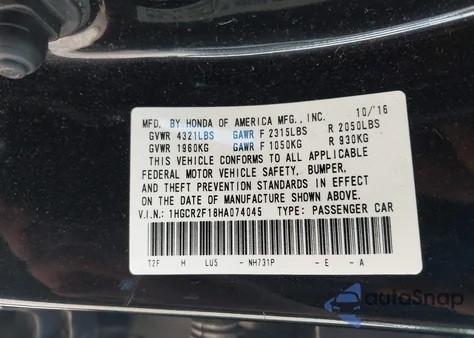 MFD. BY HONDA OF AMERICA MFG., INC. 10/'16
GVWR 4321LBS GAWR F 2315LBS R 2050LBS
GVWR 1960KG GAWR F 1050KG R 930KG
THIS VEHICLE CONFORMS TO ALL APPLICABLE
FEDERAL MOTOR VEHICLE SAFETY, BUMPER,
AND THEFT PREVENTION STANDARDS IN EFFECT
ON THE DATE OF MANUFACTURE SHOWN ABOVE.
V.I.N.: 1HGCR2F18HA074045 TYPE: PASSENGER CAR
T2F H LU5 - NH731P - E - A
autoSnap